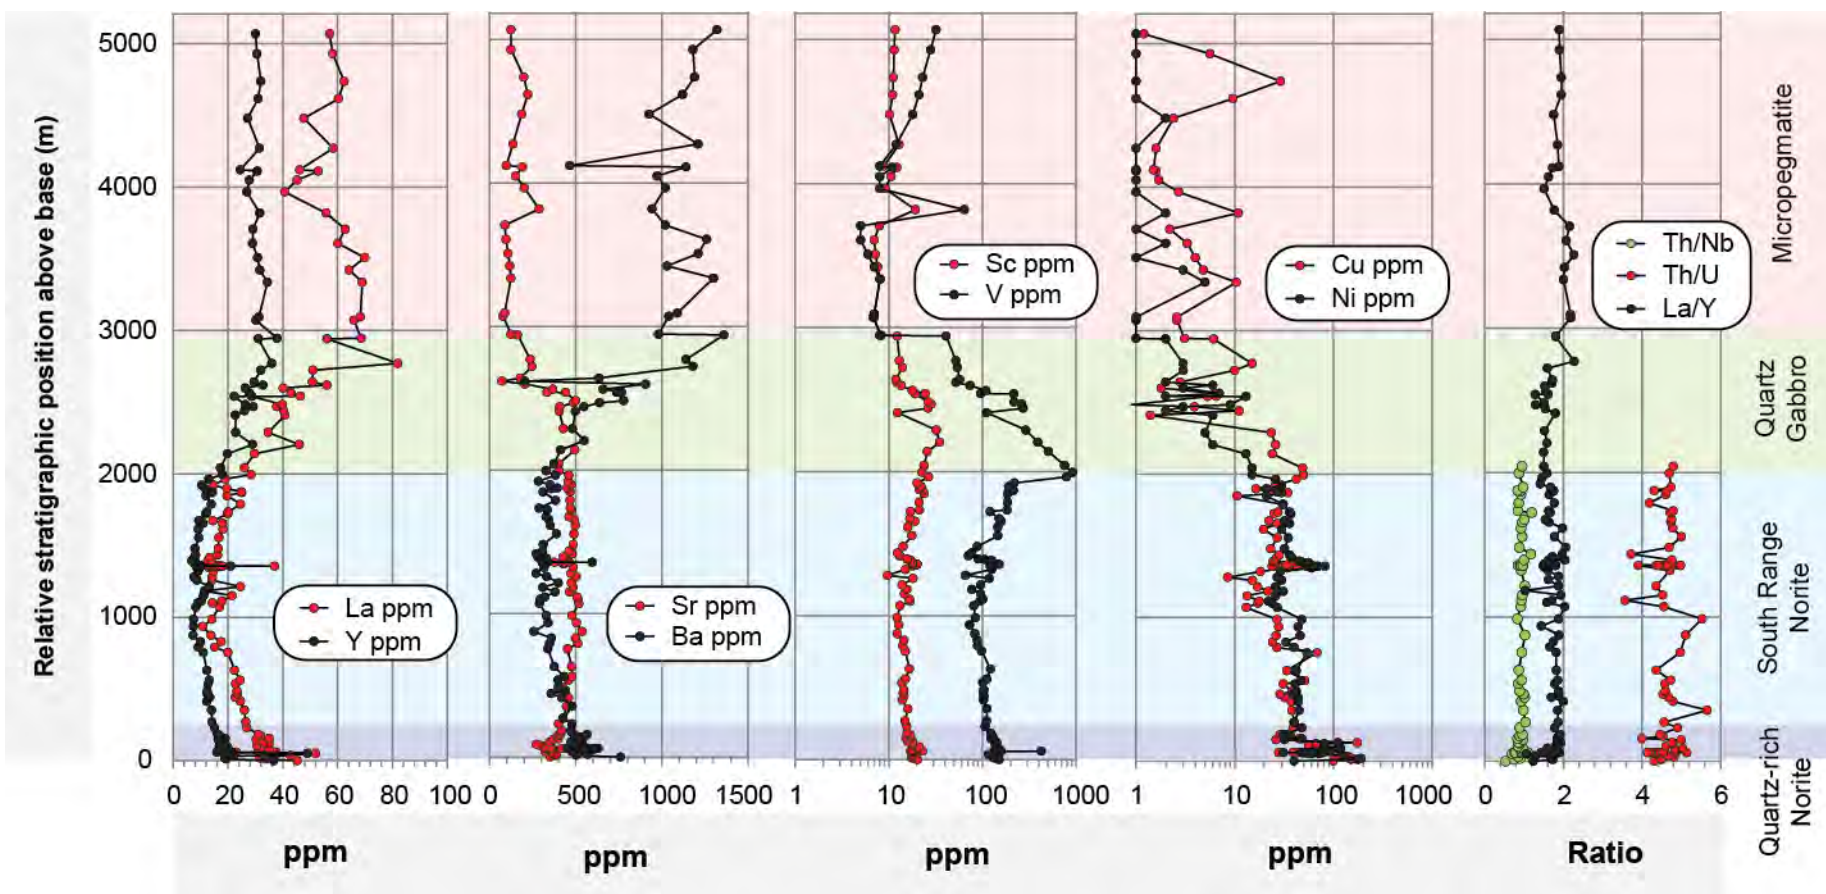 Relative stratigraphic position above base (m)
5000
4000
3000
2000
1000
0
La ppm
Y ppm
Sr ppm
Ba ppm
Sc ppm
V ppm
Cu ppm
Ni ppm
Th/Nb
Th/U
La/Y
Micropegmatite
Quartz
Gabbro
South Range
Norite
Quartz-rich
Norite
0 20 40 60 80 100
0 500 1000 1500
1 10 100 1000
1 10 100 1000
0 2 4 6
ppm
ppm
ppm
ppm
Ratio